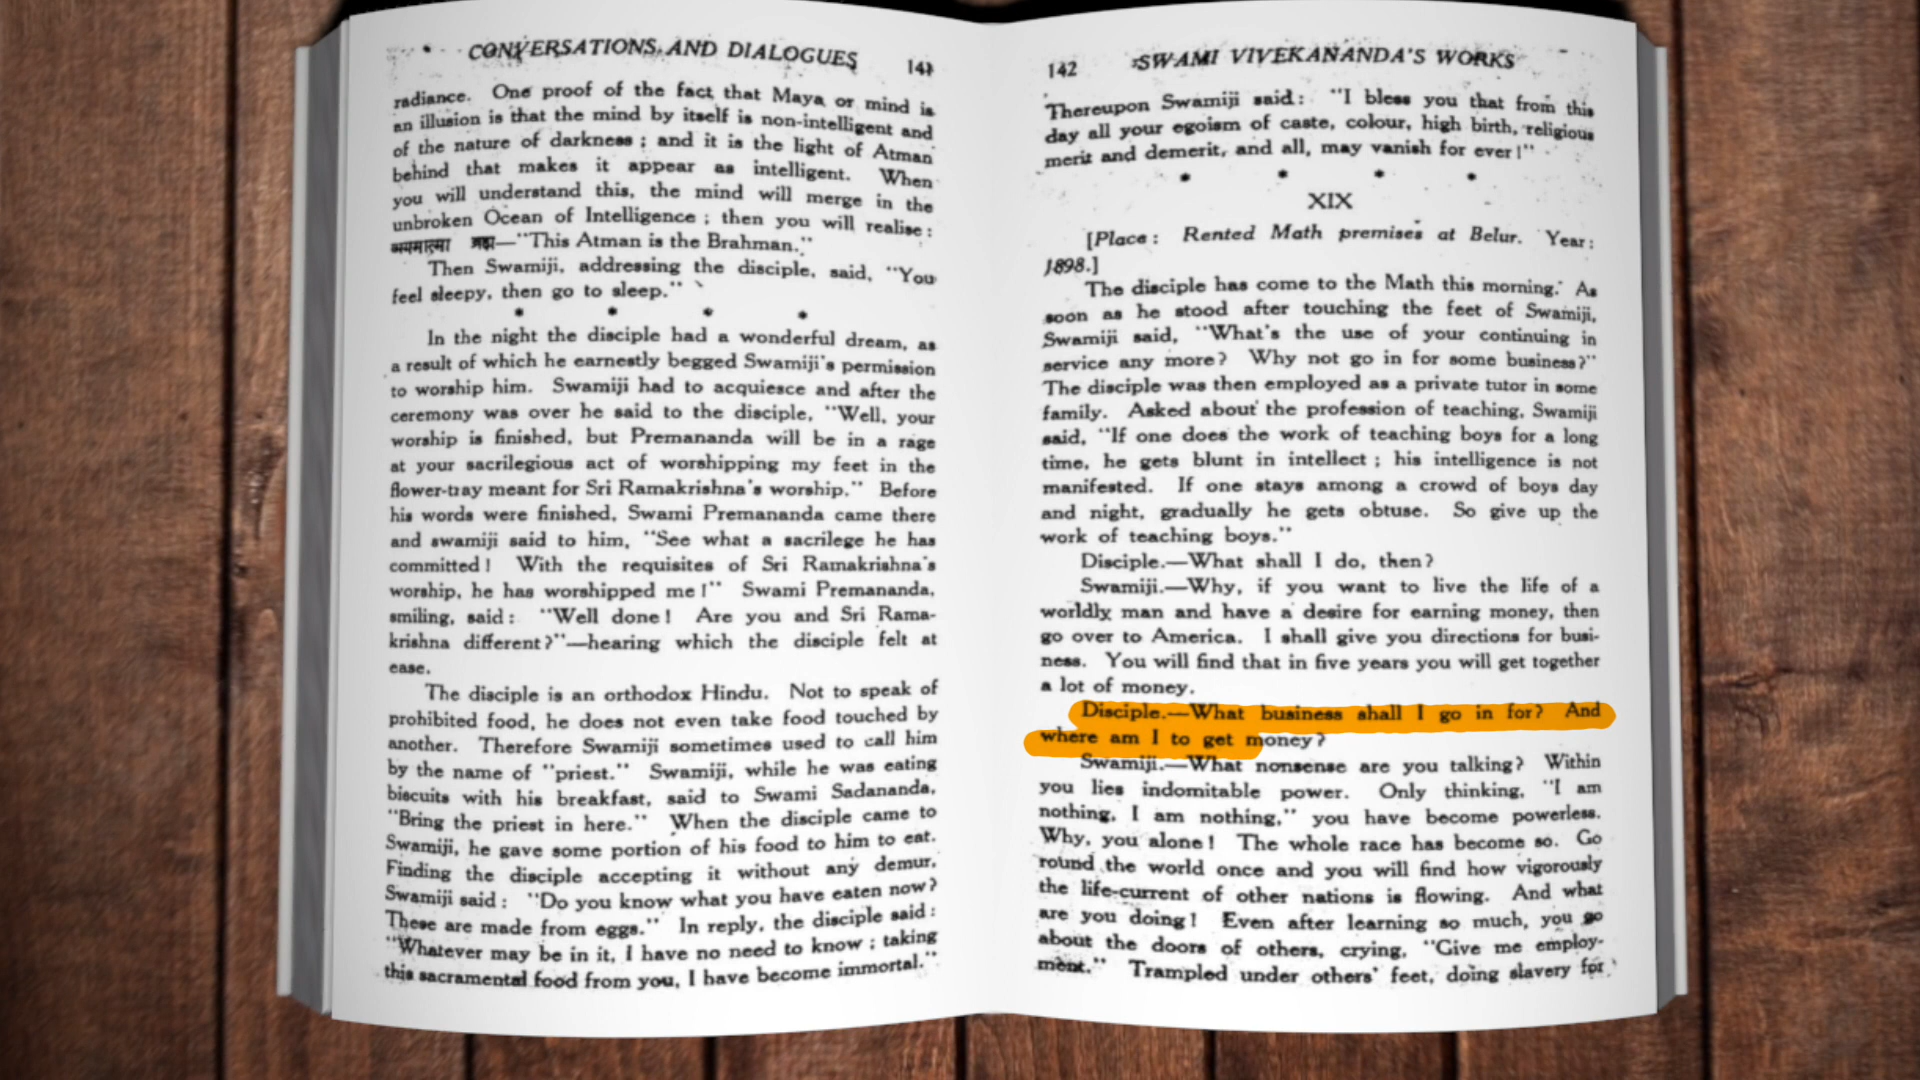 CONVERSATIONS AND DIALOGUES 141
radiance. One proof of the fact that Maya or mind is
an illusion is that the mind by itself is non-intelligent and
of the nature of darkness ; and it is the light of Atman
behind that makes it appear as intelligent. When
you will understand this, the mind will merge in the
unbroken Ocean of Intelligence ; then you will realise :
अयमात्मा ब्रह्म—"This Atman is the Brahman."
Then Swamiji, addressing the disciple, said, "You
feel sleepy, then go to sleep."
* * * *
In the night the disciple had a wonderful dream, as
a result of which he earnestly begged Swamiji's permission
to worship him. Swamiji had to acquiesce and after the
ceremony was over he said to the disciple, "Well, your
worship is finished, but Premananda will be in a rage
at your sacrilegious act of worshipping my feet in the
flower-tray meant for Sri Ramakrishna's worship." Before
his words were finished, Swami Premananda came there
and swamiji said to him, "See what a sacrilege he has
committed ! With the requisites of Sri Ramakrishna's
worship, he has worshipped me !" Swami Premananda,
smiling, said : "Well done ! Are you and Sri Rama-
krishna different ?"—hearing which the disciple felt at
ease.
The disciple is an orthodox Hindu. Not to speak of
prohibited food, he does not even take food touched by
another. Therefore Swamiji sometimes used to call him
by the name of "priest." Swamiji, while he was eating
biscuits with his breakfast, said to Swami Sadananda,
"Bring the priest in here." When the disciple came to
Swamiji, he gave some portion of his food to him to eat.
Finding the disciple accepting it without any demur,
Swamiji said : "Do you know what you have eaten now?
These are made from eggs." In reply, the disciple said :
"Whatever may be in it, I have no need to know ; taking
this sacramental food from you, I have become immortal."
142 SWAMI VIVEKANANDA'S WORKS
Thereupon Swamiji said : "I bless you that from this
day all your egoism of caste, colour, high birth, religious
merit and demerit, and all, may vanish for ever !"
* * * *
XIX
[Place : Rented Math premises at Belur. Year :
1898.]
The disciple has come to the Math this morning. As
soon as he stood after touching the feet of Swamiji,
Swamiji said, "What's the use of your continuing in
service any more? Why not go in for some business?"
The disciple was then employed as a private tutor in some
family. Asked about the profession of teaching, Swamiji
said, "If one does the work of teaching boys for a long
time, he gets blunt in intellect ; his intelligence is not
manifested. If one stays among a crowd of boys day
and night, gradually he gets obtuse. So give up the
work of teaching boys."
Disciple.—What shall I do, then?
Swamiji.—Why, if you want to live the life of a
worldly man and have a desire for earning money, then
go over to America. I shall give you directions for busi-
ness. You will find that in five years you will get together
a lot of money.
Disciple.—What business shall I go in for? And
where am I to get money?
Swamiji.—What nonsense are you talking? Within
you lies indomitable power. Only thinking, "I am
nothing, I am nothing," you have become powerless.
Why, you alone ! The whole race has become so. Go
round the world once and you will find how vigorously
the life-current of other nations is flowing. And what
are you doing ! Even after learning so much, you go
about the doors of others, crying, "Give me employ-
ment." Trampled under others' feet, doing slavery for